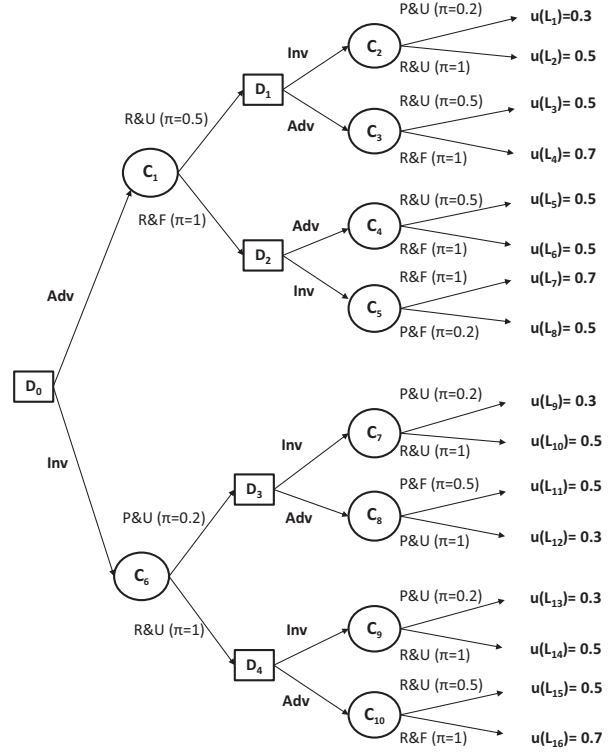 P&U (π=0.2)
u(L₁)=0.3
Inv
C₂
R&U (π=1)
u(L₂)= 0.5
D₁
R&U (π=0.5)
u(L₃)= 0.5
R&U (π=0.5)
Adv
C₃
R&F (π=1)
u(L₄)= 0.7
C₁
R&U (π=0.5)
u(L₅)= 0.5
R&F (π=1)
Adv
C₄
R&F (π=1)
u(L₆)= 0.5
D₂
R&F (π=1)
u(L₇)= 0.7
Inv
C₅
P&F (π=0.2)
u(L₈)= 0.5
Adv
D₀
P&U (π=0.2)
u(L₉)= 0.3
Inv
C₇
R&U (π=1)
u(L₁₀)= 0.5
Inv
D₃
P&F (π=0.5)
u(L₁₁)= 0.5
P&U (π=0.2)
Adv
C₈
P&U (π=1)
u(L₁₂)= 0.3
C₆
P&U (π=0.2)
u(L₁₃)= 0.3
R&U (π=1)
Inv
C₉
R&U (π=1)
u(L₁₄)= 0.5
D₄
R&U (π=0.5)
u(L₁₅)= 0.5
Adv
C₁₀
R&F (π=1)
u(L₁₆)= 0.7